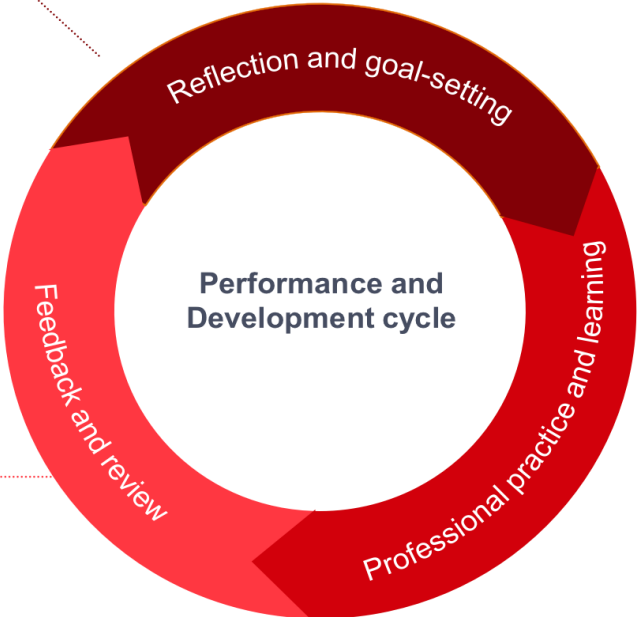 Reflection and goal-setting
Performance and
Development cycle
Professional practice and learning
Feedback and review